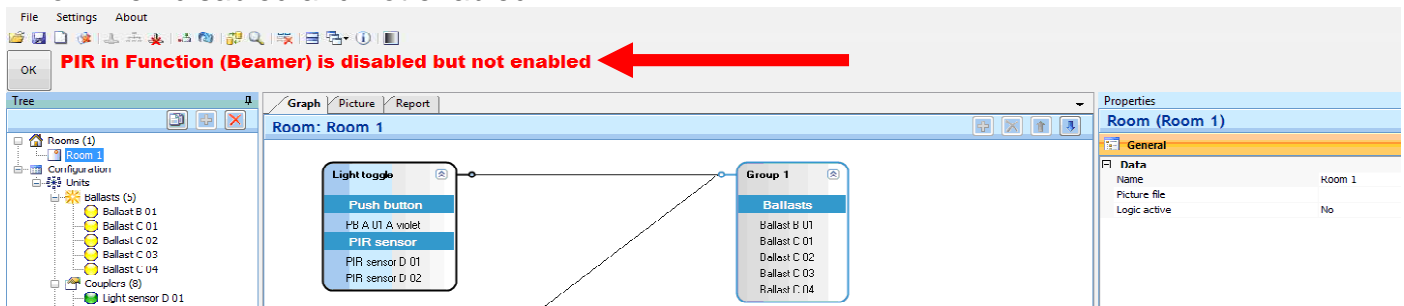 File Settings About
OK
PIR in Function (Beamer) is disabled but not enabled
Tree
Rooms (1)
Room 1
Configuration
Units
Ballasts (5)
Ballast B 01
Ballast C 01
Ballast C 02
Ballast C 03
Ballast C 04
Couplers (8)
Light sensor D 01
Graph Picture Report
Room: Room 1
Light toggle
Push button
PB A 01 A violet
PIR sensor
PIR sensor D 01
PIR sensor D 02
Group 1
Ballasts
Ballast B 01
Ballast C 01
Ballast C 02
Ballast C 03
Ballast C 04
Properties
Room (Room 1)
General
Data
Name Room 1
Picture file
Logic active No